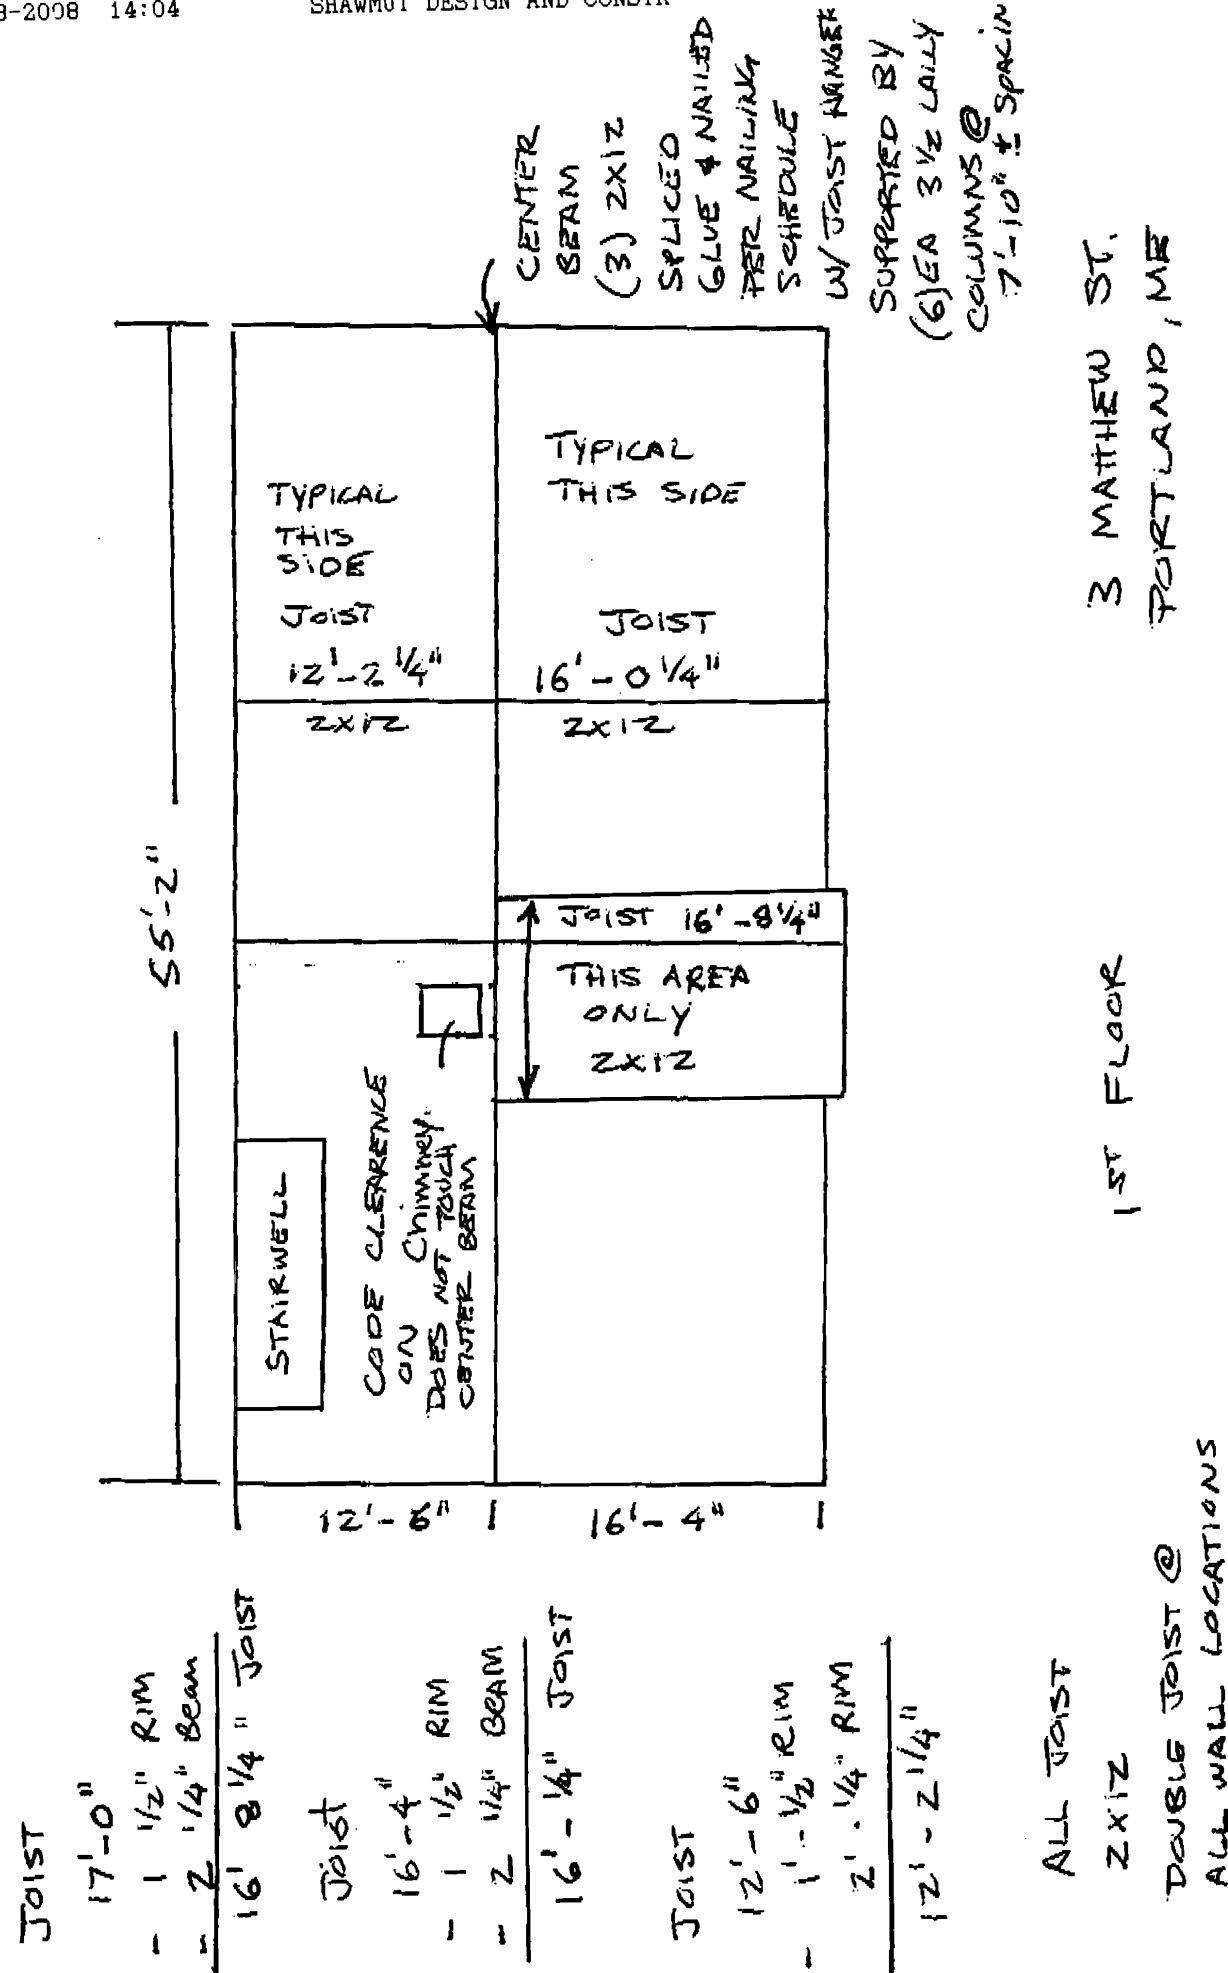 3-2008 14:04 SHAWMUT DESIGN AND CONSTR
CENTER
BEAM
(3) 2X12
SPLICED
GLUE & NAILED
PER NAILING
SCHEDULE
W/ JOIST HANGER
SUPPORTED BY
(6)EA 3 1/2 LALLY
COLUMNS @
7'-10" ± SPACIN
3 MATTHEW ST.
PORTLAND, ME
55'-2"
TYPICAL
THIS
SIDE
JOIST
12'-2 1/4"
2X12
TYPICAL
THIS SIDE
JOIST
16'-0 1/4"
2X12
JOIST 16'-8 1/4"
THIS AREA
ONLY
2X12
STAIRWELL
CODE CLEARENCE
ON Chimney.
DOES NOT TOUCH
CENTER BEAM
12'-6"
16'-4"
1ST FLOOR
JOIST
17'-0"
- 1 1/2" RIM
- 2 1/4" Beam
16' 8 1/4" JOIST
Joist
16'-4"
- 1 1/2" RIM
- 2 1/4" BEAM
16'-1/4" JOIST
JOIST
12'-6"
- 1'-1/2" RIM
2'.1/4" RIM
12'-2 1/4"
ALL JOIST
2X12
DOUBLE JOIST @
ALL WALL LOCATIONS